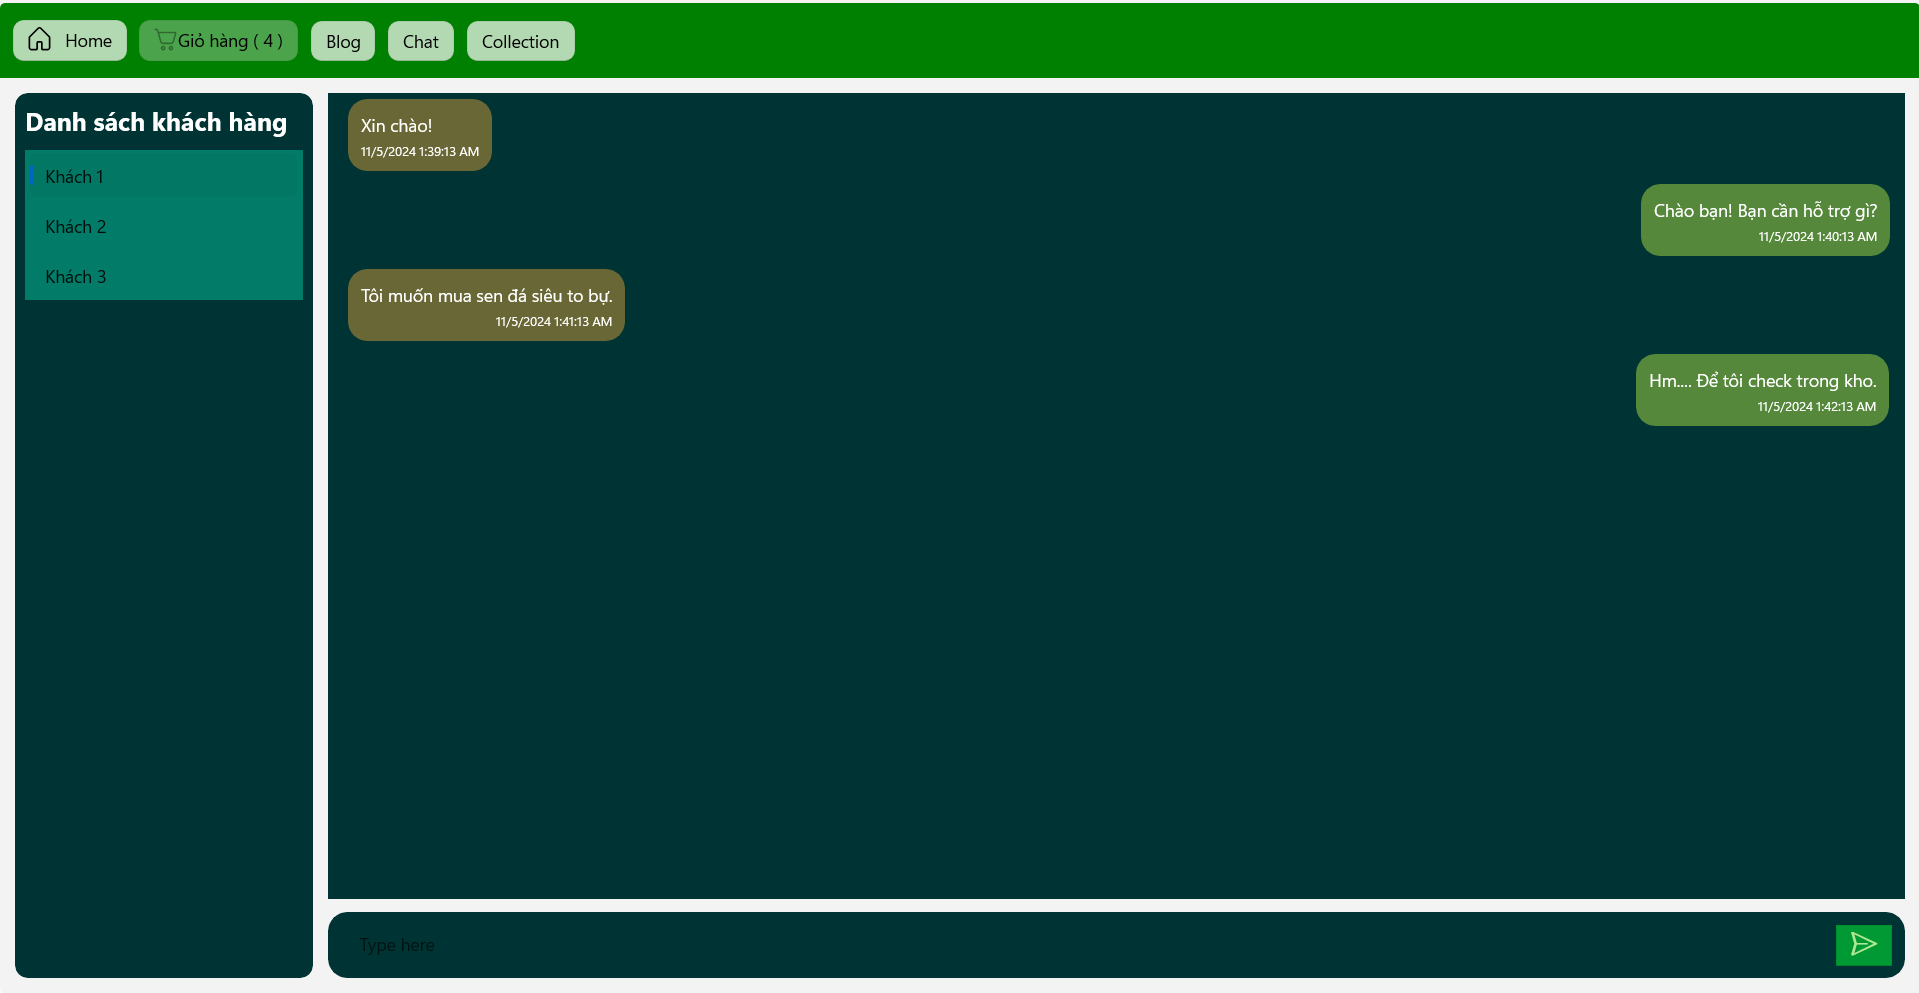 Home
Giỏ hàng ( 4 )
Blog
Chat
Collection
Danh sách khách hàng
Khách 1
Khách 2
Khách 3
Xin chào!
11/5/2024 1:39:13 AM
Chào bạn! Bạn cần hỗ trợ gì?
11/5/2024 1:40:13 AM
Tôi muốn mua sen đá siêu to bự.
11/5/2024 1:41:13 AM
Hm.... Để tôi check trong kho.
11/5/2024 1:42:13 AM
Type here